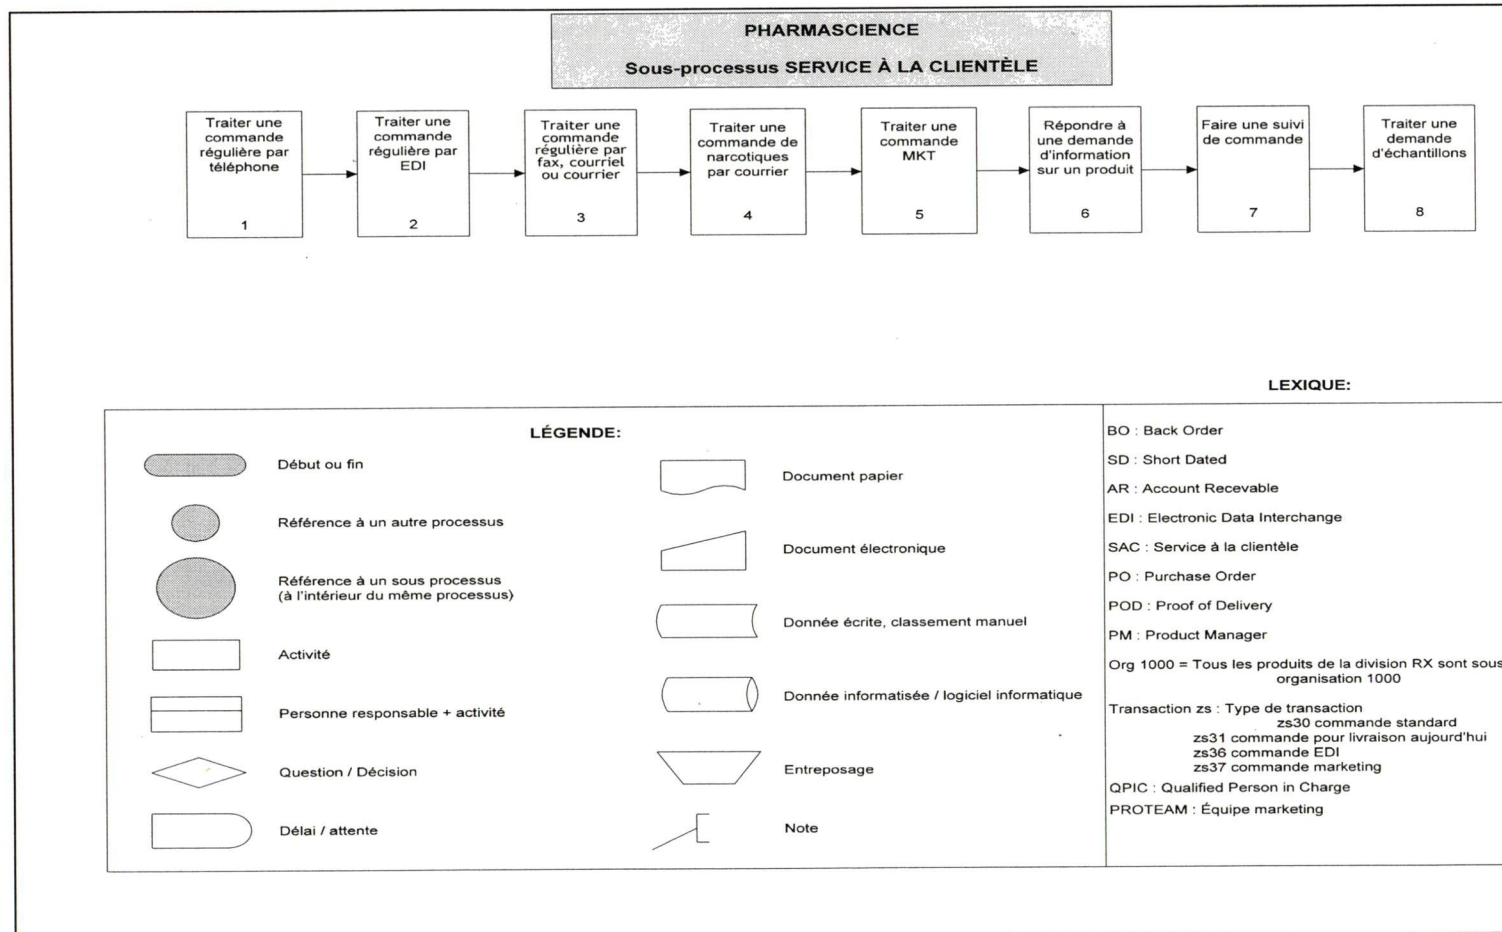 PHARMASCIENCE
Sous-processus SERVICE À LA CLIENTÈLE
Traiter une
commande
régulière par
téléphone
1
Traiter une
commande
régulière par
EDI
2
Traiter une
commande
régulière par
fax, courriel
ou courrier
3
Traiter une
commande de
narcotiques
par courrier
4
Traiter une
commande
MKT
5
Répondre à
une demande
d'information
sur un produit
6
Faire une suivi
de commande
7
Traiter une
demande
d'échantillons
8
LÉGENDE:
Début ou fin
Référence à un autre processus
Référence à un sous processus
(à l'intérieur du même processus)
Activité
Personne responsable + activité
Question / Décision
Délai / attente
Document papier
Document électronique
Donnée écrite, classement manuel
Donnée informatisée / logiciel informatique
Entreposage
Note
LEXIQUE:
BO : Back Order
SD : Short Dated
AR : Account Recevable
EDI : Electronic Data Interchange
SAC : Service à la clientèle
PO : Purchase Order
POD : Proof of Delivery
PM : Product Manager
Org 1000 = Tous les produits de la division RX sont sous
organisation 1000
Transaction zs : Type de transaction
zs30 commande standard
zs31 commande pour livraison aujourd'hui
zs36 commande EDI
zs37 commande marketing
QPIC : Qualified Person in Charge
PROTEAM : Équipe marketing